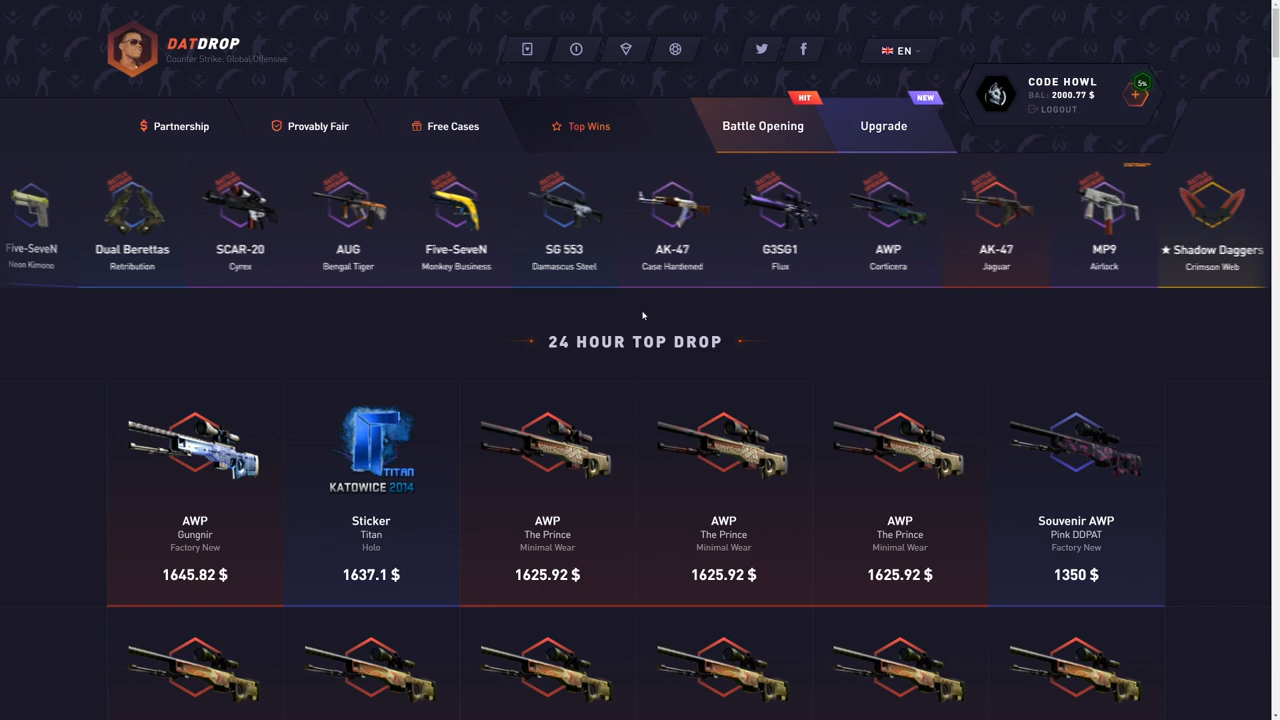 DATDROP
Counter Strike: Global Offensive
EN
CODE HOWL
BAL: 2000.77 $
LOGOUT
5%
HIT
NEW
Partnership
Provably Fair
Free Cases
Top Wins
Battle Opening
Upgrade
Five-SeveN
Neon Kimono
Dual Berettas
Retribution
SCAR-20
Cyrex
AUG
Bengal Tiger
Five-SeveN
Monkey Business
SG 553
Damascus Steel
AK-47
Case Hardened
G3SG1
Flux
AWP
Corticera
AK-47
Jaguar
MP9
Airlock
★ Shadow Daggers
Crimson Web
24 HOUR TOP DROP
TITAN
KATOWICE 2014
AWP
Gungnir
Factory New
1645.82 $
Sticker
Titan
Holo
1637.1 $
AWP
The Prince
Minimal Wear
1625.92 $
AWP
The Prince
Minimal Wear
1625.92 $
AWP
The Prince
Minimal Wear
1625.92 $
Souvenir AWP
Pink DDPAT
Factory New
1350 $